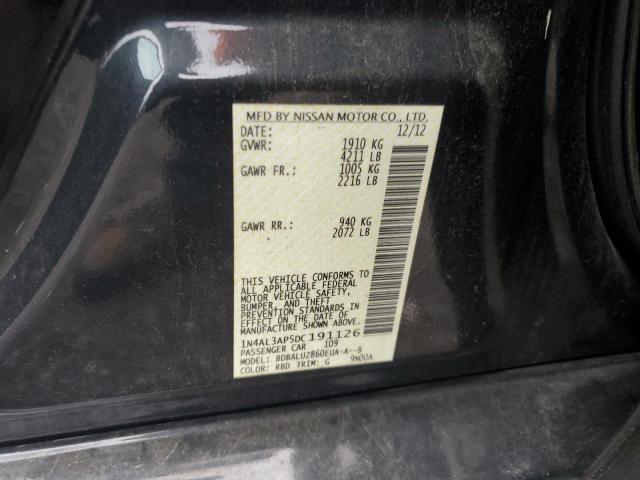 MFD BY NISSAN MOTOR CO., LTD.
DATE: 12/12
GVWR: 1910 KG
4211 LB
GAWR FR.: 1005 KG
2216 LB
GAWR RR.: 940 KG
2072 LB
THIS VEHICLE CONFORMS TO
ALL APPLICABLE FEDERAL
MOTOR VEHICLE SAFETY,
BUMPER, AND THEFT
PREVENTION STANDARDS IN
EFFECT ON THE DATE OF
MANUFACTURE SHOWN ABOVE.
1N4AL3AP5DC191126
PASSENGER CAR 109
MODEL: BDBALUZ860EUA-A--B
COLOR: RBD TRIM: G 9N00A